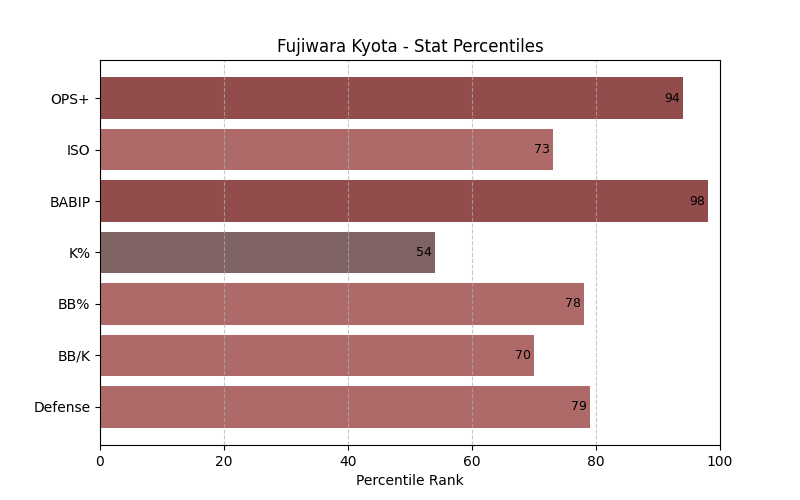 Fujiwara Kyota - Stat Percentiles
OPS+ 94
ISO 73
BABIP 98
K% 54
BB% 78
BB/K 70
Defense 79
0 20 40 60 80 100
Percentile Rank